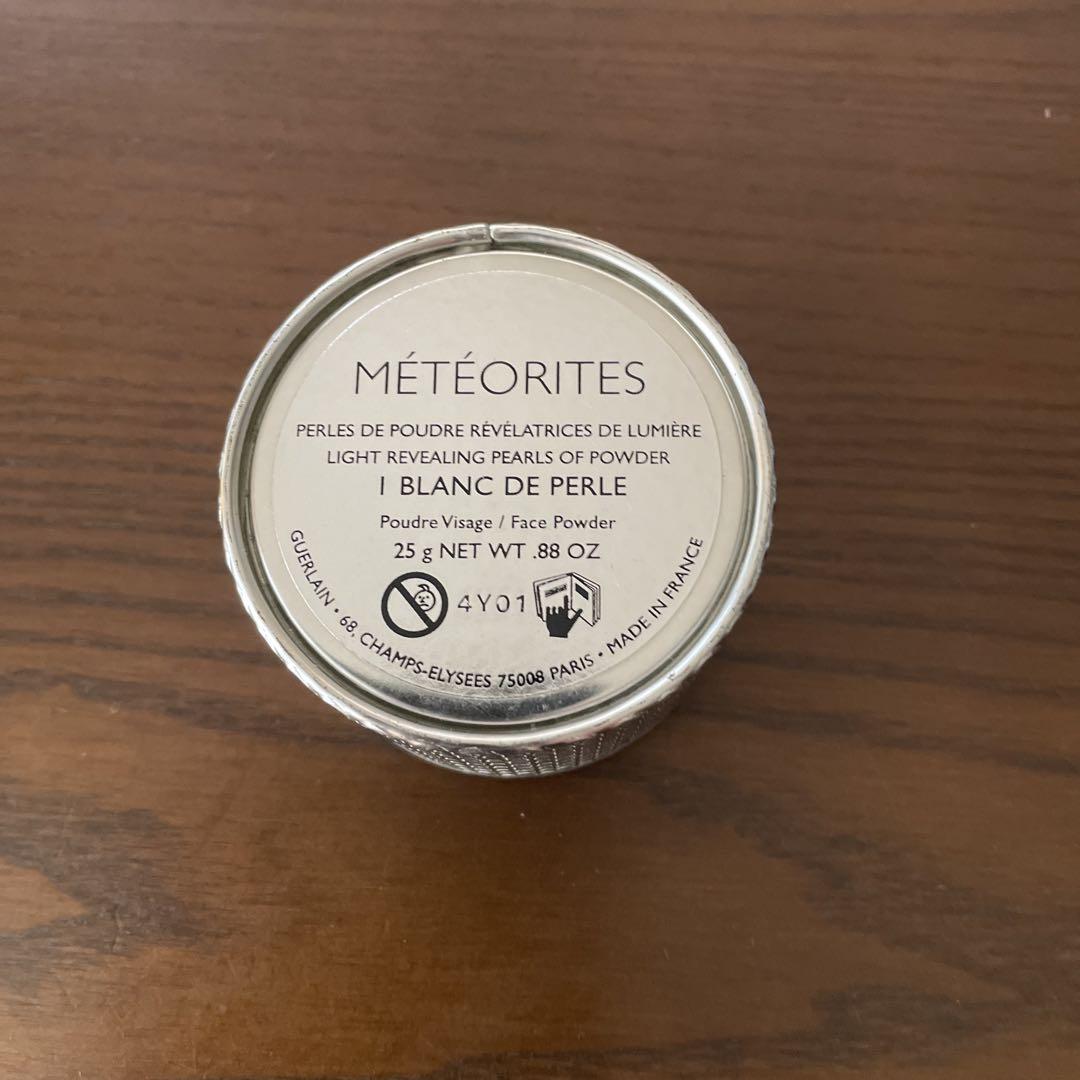 MÉTÉORITES
PERLES DE POUDRE RÉVÉLATRICES DE LUMIÈRE
LIGHT REVEALING PEARLS OF POWDER
1 BLANC DE PERLE
Poudre Visage / Face Powder
25 g NET WT .88 OZ
4Y01
GUERLAIN • 68, CHAMPS-ELYSEES 75008 PARIS • MADE IN FRANCE